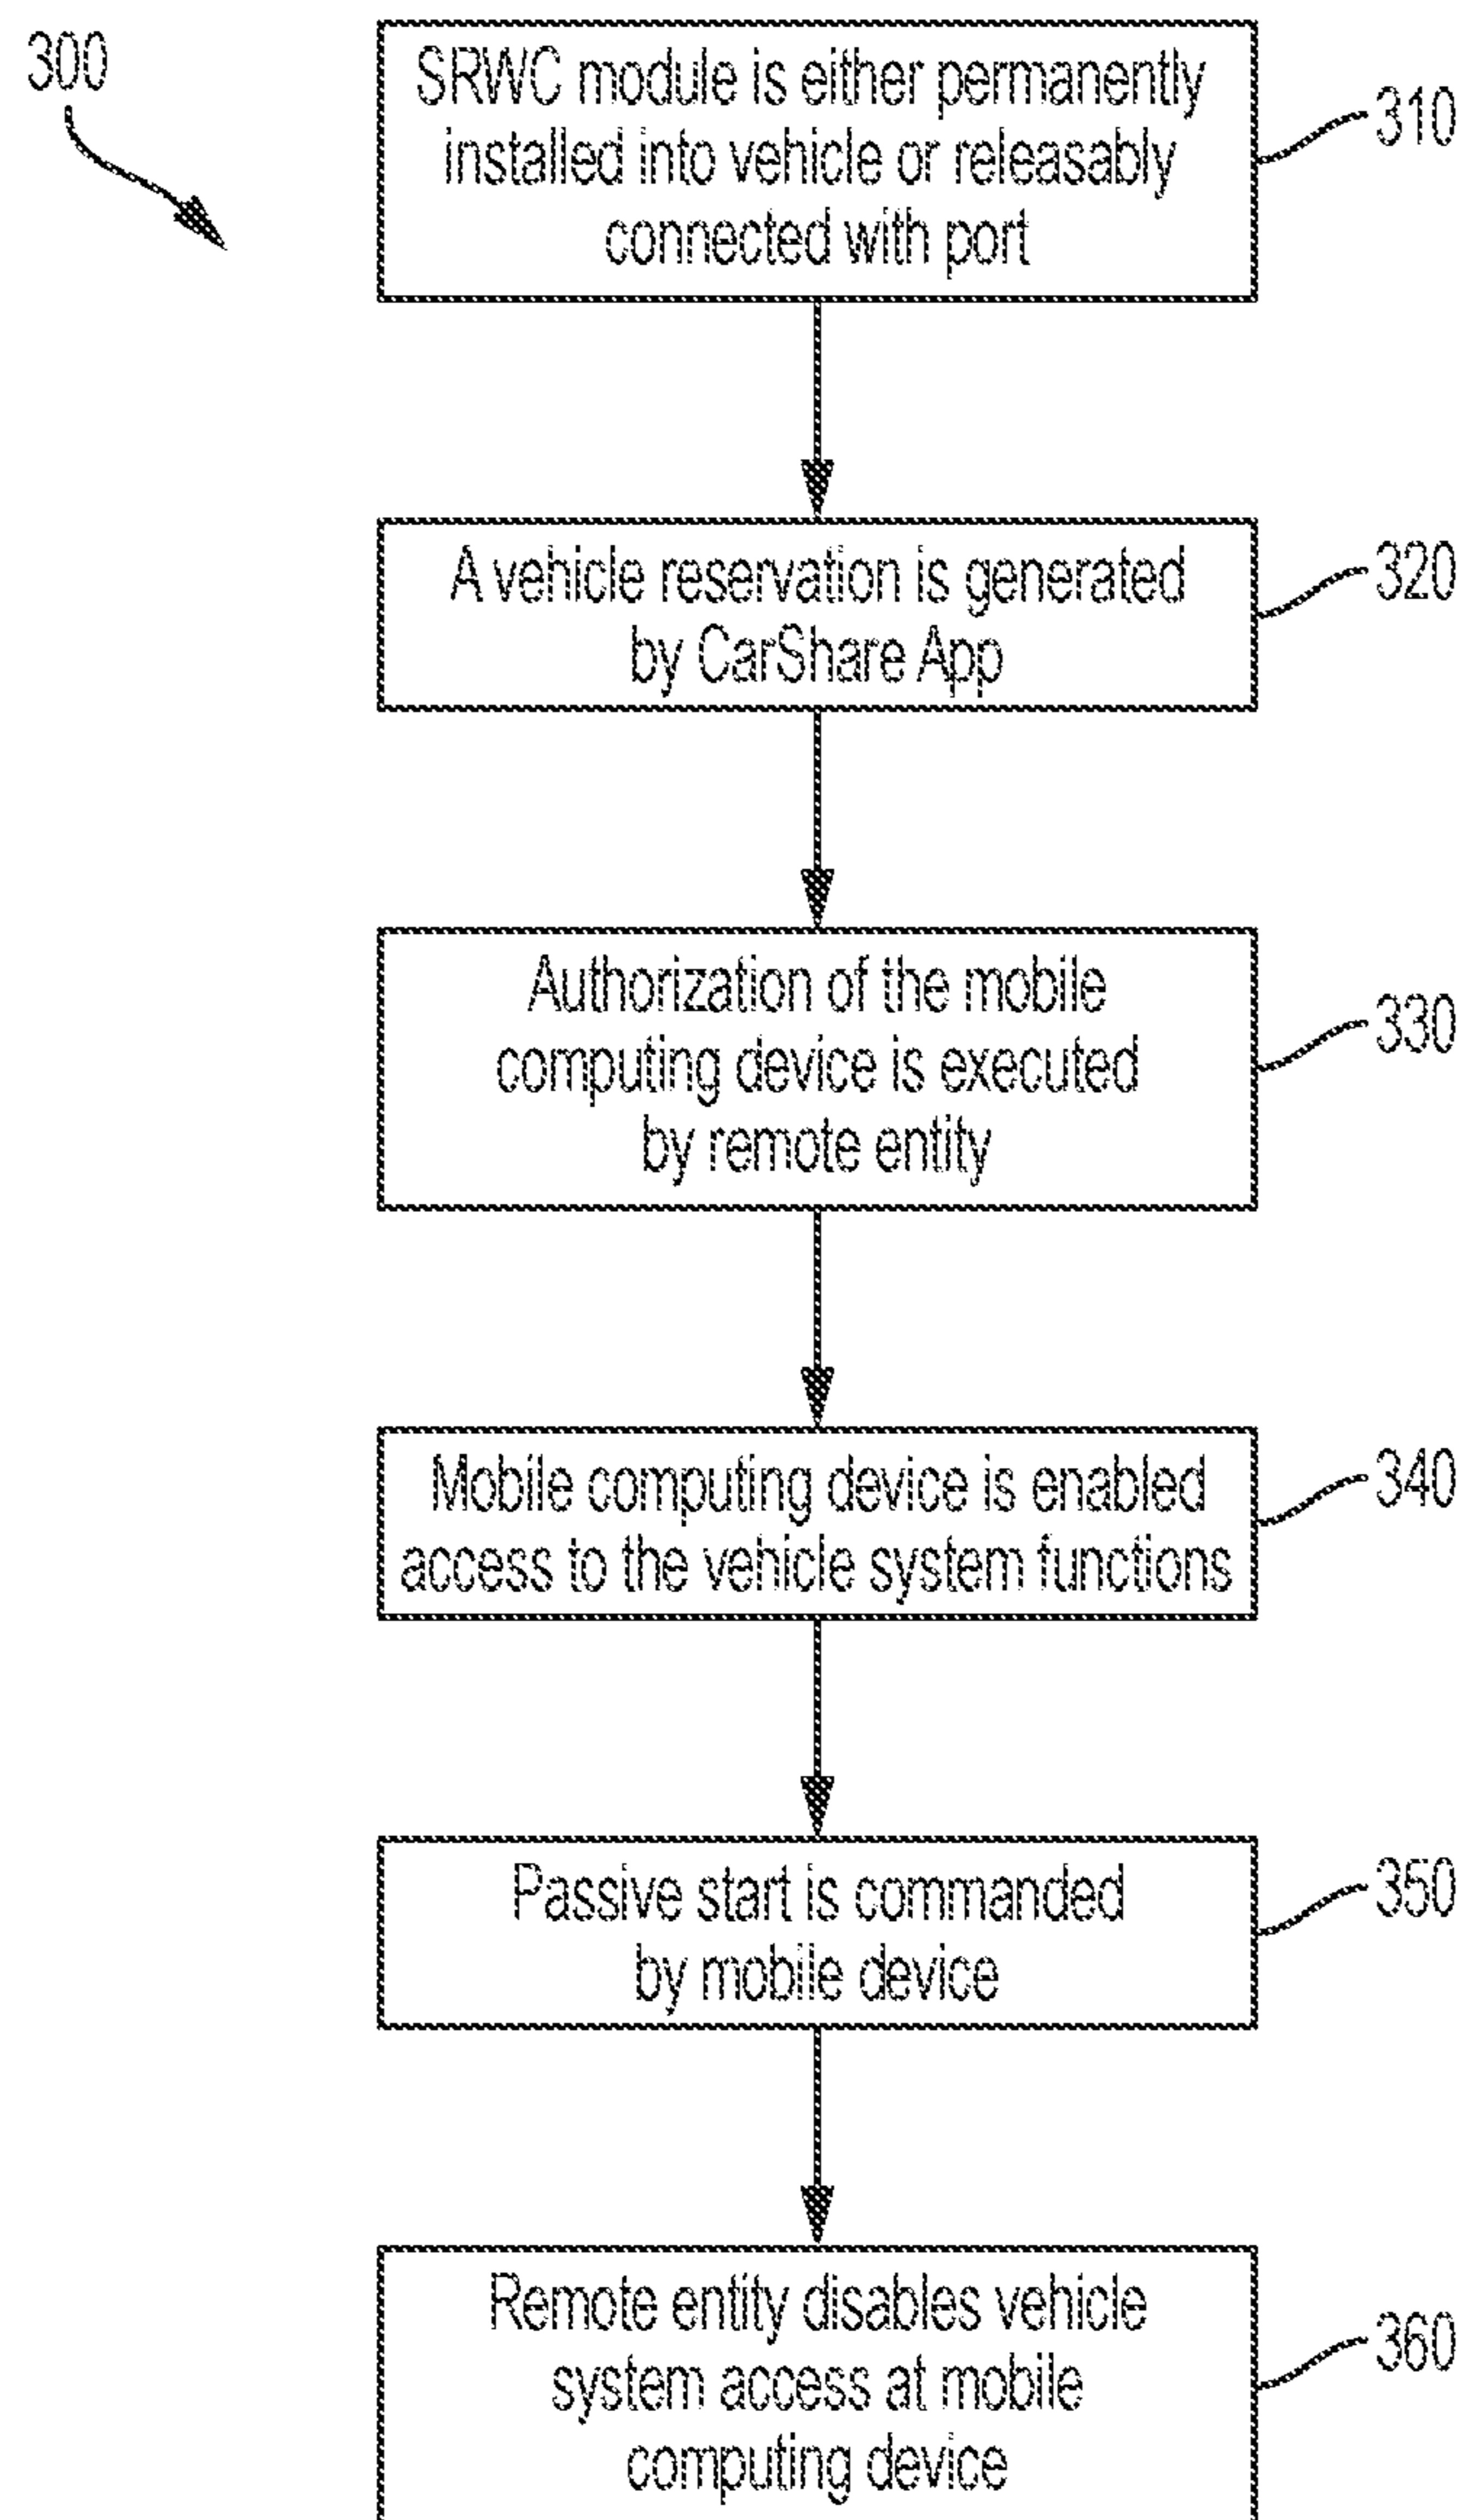 300
SRWC module is either permanently
installed into vehicle or releasably
connected with port
310
A vehicle reservation is generated
by CarShare App
320
Authorization of the mobile
computing device is executed
by remote entity
330
Mobile computing device is enabled
access to the vehicle system functions
340
Passive start is commanded
by mobile device
350
Remote entity disables vehicle
system access at mobile
computing device
360